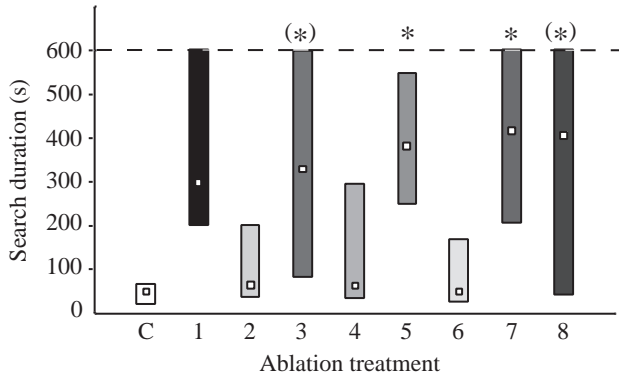 (*) * * (*)
600
500
400
300
200
100
0
Search duration (s)
C 1 2 3 4 5 6 7 8
Ablation treatment